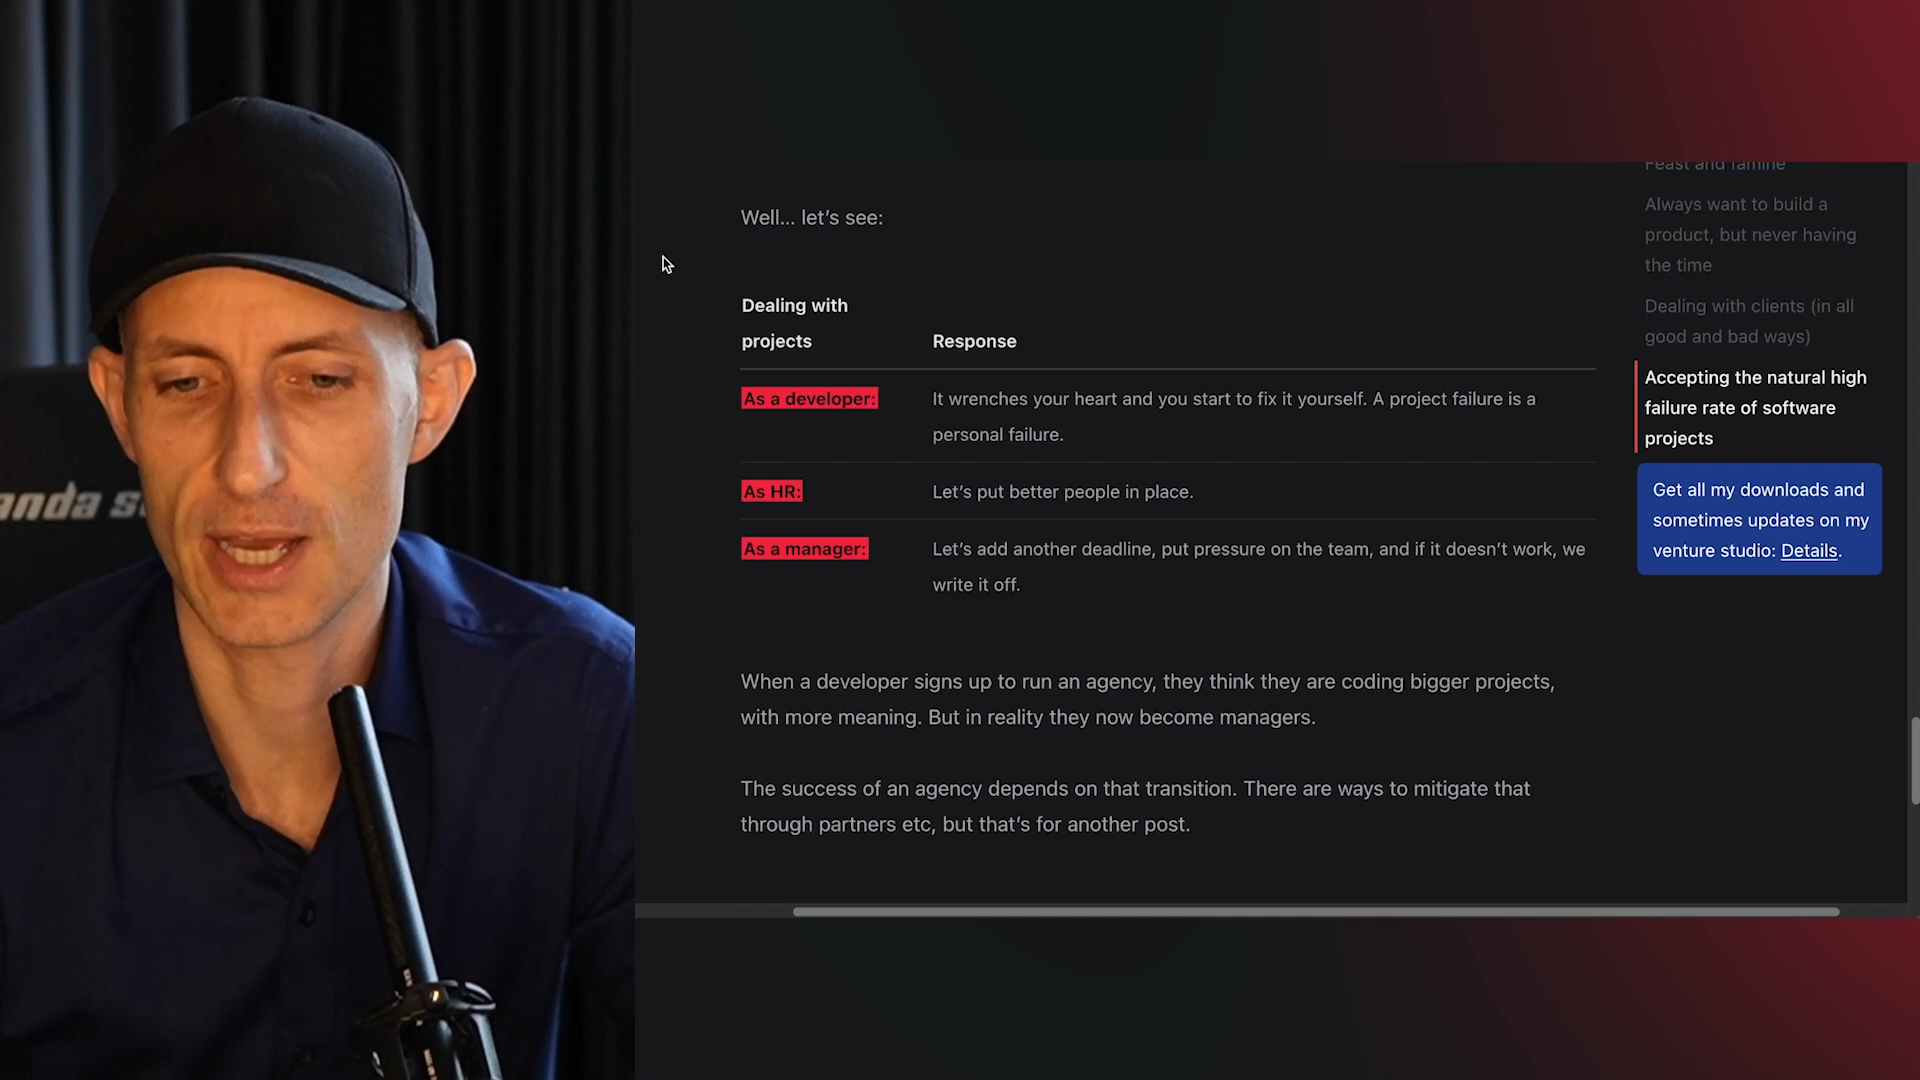 anda s
Well... let's see:
Dealing with
projects
Response
As a developer:
It wrenches your heart and you start to fix it yourself. A project failure is a
personal failure.
As HR:
Let's put better people in place.
As a manager:
Let's add another deadline, put pressure on the team, and if it doesn't work, we
write it off.
When a developer signs up to run an agency, they think they are coding bigger projects,
with more meaning. But in reality they now become managers.
The success of an agency depends on that transition. There are ways to mitigate that
through partners etc, but that's for another post.
Feast and famine
Always want to build a
product, but never having
the time
Dealing with clients (in all
good and bad ways)
Accepting the natural high
failure rate of software
projects
Get all my downloads and
sometimes updates on my
venture studio: Details.